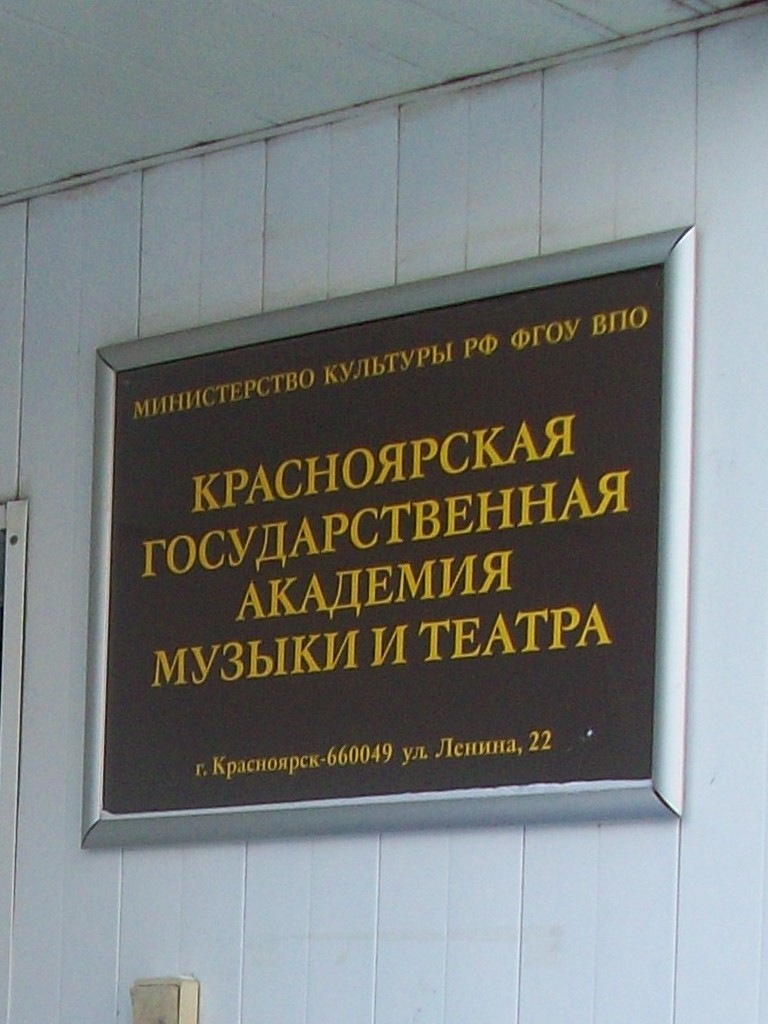 МИНИСТЕРСТВО КУЛЬТУРЫ РФ ФГОУ ВПО
КРАСНОЯРСКАЯ
ГОСУДАРСТВЕННАЯ
АКАДЕМИЯ
МУЗЫКИ И ТЕАТРА
г. Красноярск-660049 ул. Ленина, 22